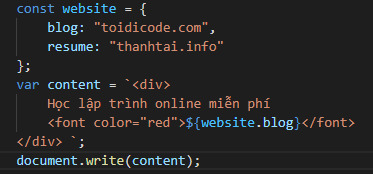 const website = {
    blog: "toidicode.com",
    resume: "thanhtai.info"
};
var content = `<div>
    Học lập trình online miễn phí
    <font color="red">${website.blog}</font>
</div> `;
document.write(content);